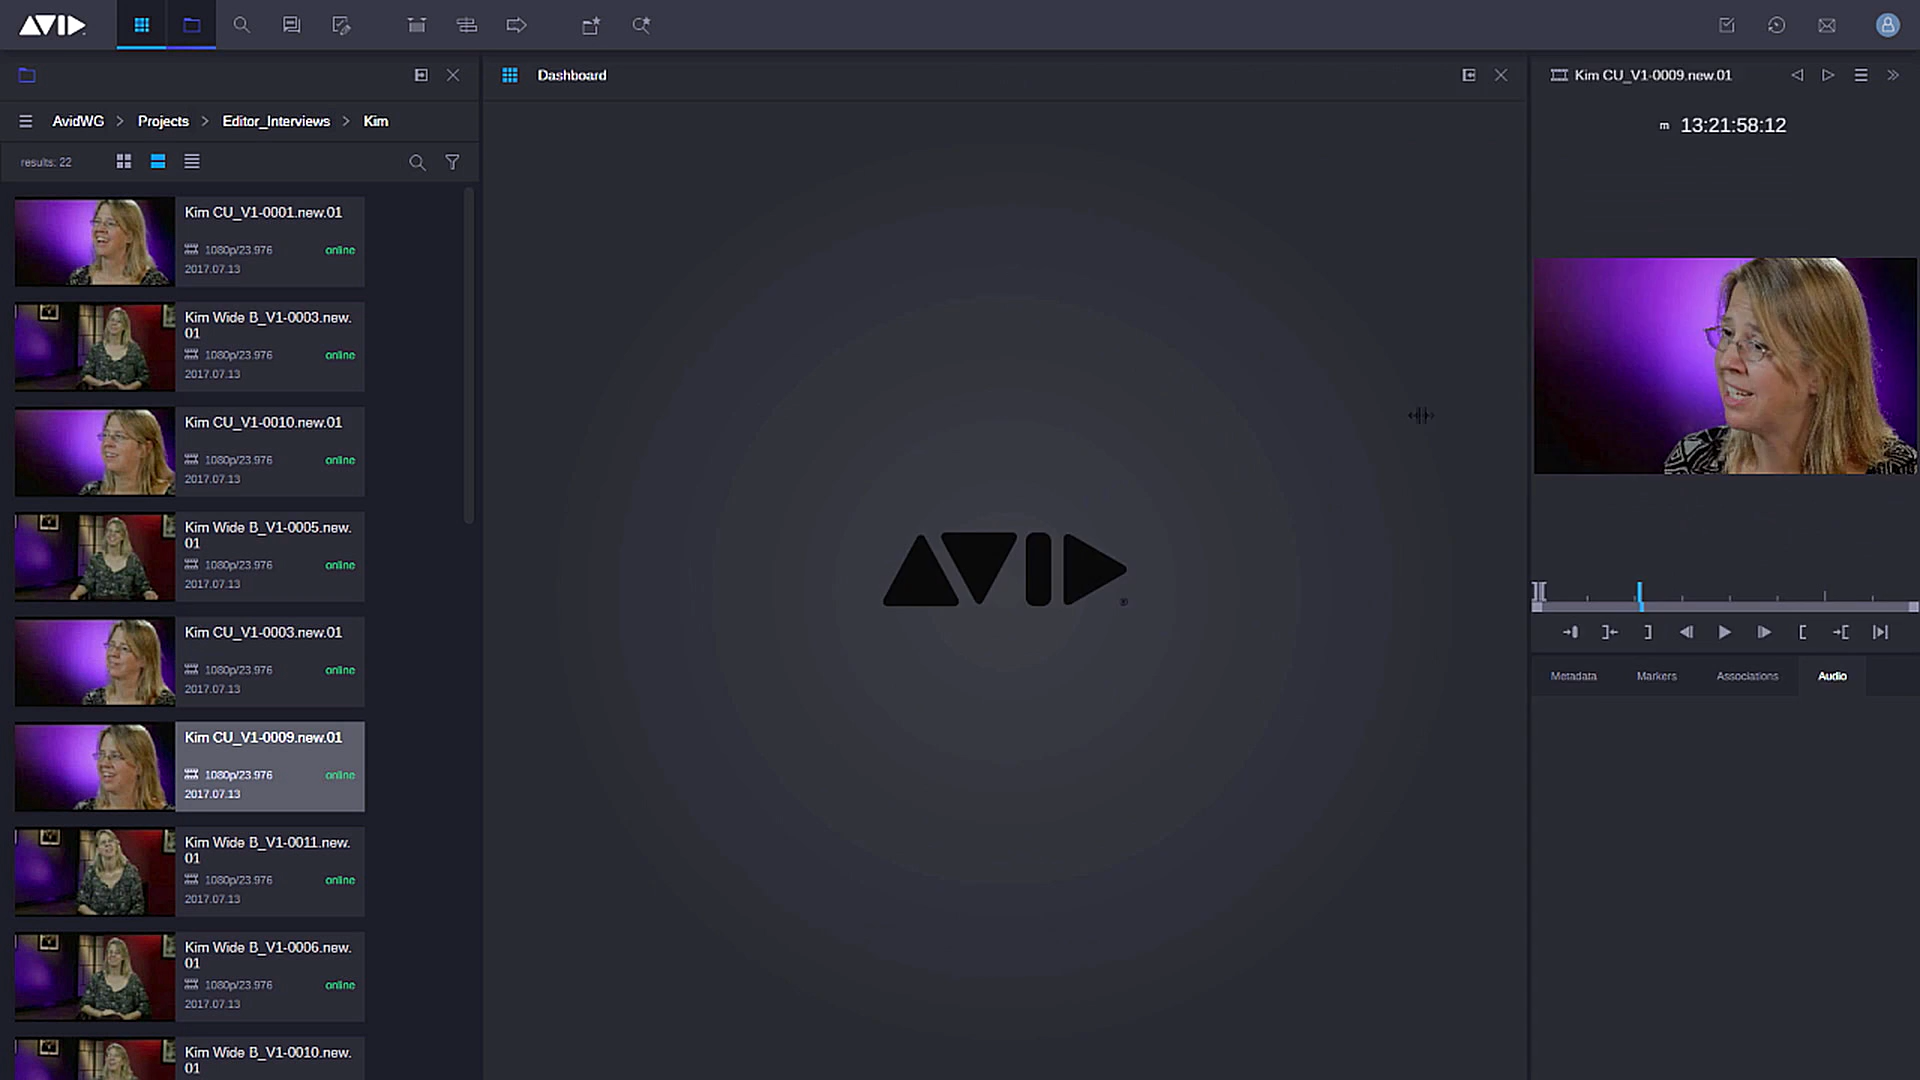 AVID
Dashboard
Kim CU_V1-0009.new.01
AvidWG > Projects > Editor_Interviews > Kim
m 13:21:58:12
results: 22
Kim CU_V1-0001.new.01
1080p/23.976 online
2017.07.13
Kim Wide B_V1-0003.new.
01
1080p/23.976 online
2017.07.13
Kim CU_V1-0010.new.01
1080p/23.976 online
2017.07.13
Kim Wide B_V1-0005.new.
01
1080p/23.976 online
2017.07.13
Kim CU_V1-0003.new.01
1080p/23.976 online
2017.07.13
Kim CU_V1-0009.new.01
1080p/23.976 online
2017.07.13
Kim Wide B_V1-0011.new.
01
1080p/23.976 online
2017.07.13
Kim Wide B_V1-0006.new.
01
1080p/23.976 online
2017.07.13
Kim Wide B_V1-0010.new.
01
AVID®
Metadata Markers Associations Audio